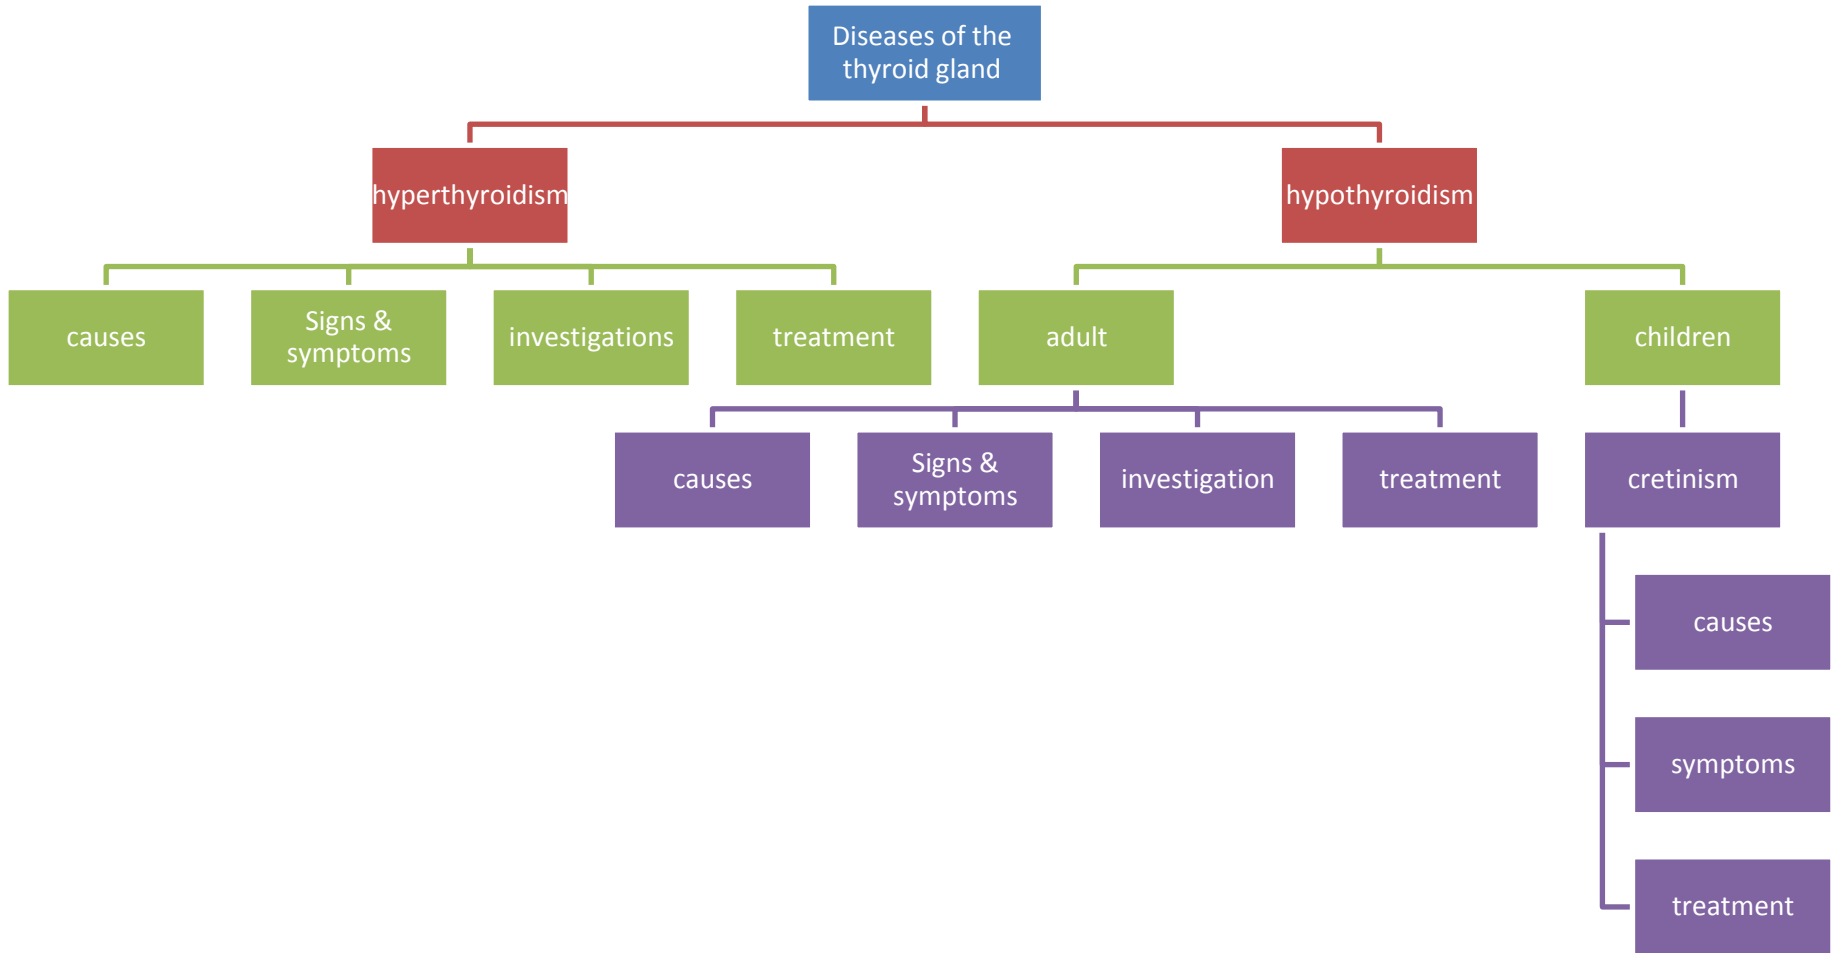 Diseases of the
thyroid gland
hyperthyroidism
hypothyroidism
causes
Signs &
symptoms
investigations
treatment
adult
children
causes
Signs &
symptoms
investigation
treatment
cretinism
causes
symptoms
treatment